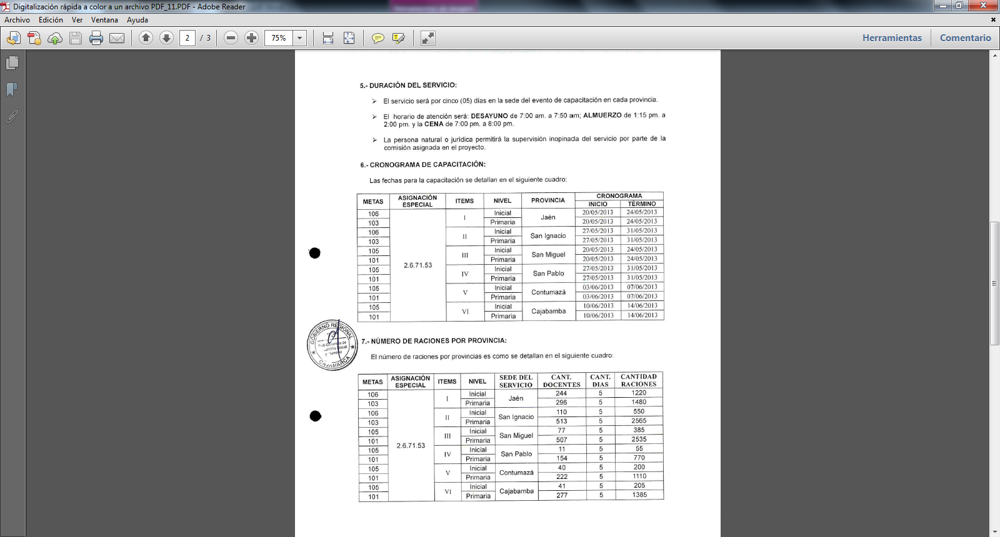 Digitalización rápida a color a un archivo PDF_11.PDF - Adobe Reader
Archivo Edición Ver Ventana Ayuda
2 / 3 75% Herramientas Comentario
5.- DURACIÓN DEL SERVICIO:
➢ El servicio será por cinco (05) días en la sede del evento de capacitación en cada provincia.
➢ El horario de atención será: DESAYUNO de 7:00 am. a 7:50 am; ALMUERZO de 1:15 pm. a
2:00 pm. y la CENA de 7:00 pm. a 8:00 pm.
➢ La persona natural o jurídica permitirá la supervisión inopinada del servicio por parte de la
comisión asignada en el proyecto.
6.- CRONOGRAMA DE CAPACITACIÓN:
Las fechas para la capacitación se detallan en el siguiente cuadro:
METAS ASIGNACIÓN ESPECIAL ITEMS NIVEL PROVINCIA CRONOGRAMA
INICIO TÉRMINO
106 2.6.71.53 I Inicial Jaén 20/05/2013 24/05/2013
103 Primaria 20/05/2013 24/05/2013
106 II Inicial San Ignacio 27/05/2013 31/05/2013
103 Primaria 27/05/2013 31/05/2013
105 III Inicial San Miguel 20/05/2013 24/05/2013
101 Primaria 20/05/2013 24/05/2013
105 IV Inicial San Pablo 27/05/2013 31/05/2013
101 Primaria 27/05/2013 31/05/2013
105 V Inicial Contumazá 03/06/2013 07/06/2013
101 Primaria 03/06/2013 07/06/2013
105 VI Inicial Cajabamba 10/06/2013 14/06/2013
101 Primaria 10/06/2013 14/06/2013
GOBIERNO REGIONAL
Sub Gerencia de
Social
y Humano
CAJAMARCA
7.- NÚMERO DE RACIONES POR PROVINCIA:
El número de raciones por provincias es como se detallan en el siguiente cuadro:
METAS ASIGNACIÓN ESPECIAL ITEMS NIVEL SEDE DEL SERVICIO CANT. DOCENTES CANT. DIAS CANTIDAD RACIONES
106 2.6.71.53 I Inicial Jaén 244 5 1220
103 Primaria 296 5 1480
106 II Inicial San Ignacio 110 5 550
103 Primaria 513 5 2565
105 III Inicial San Miguel 77 5 385
101 Primaria 507 5 2535
105 IV Inicial San Pablo 11 5 55
101 Primaria 154 5 770
105 V Inicial Contumazá 40 5 200
101 Primaria 222 5 1110
105 VI Inicial Cajabamba 41 5 205
101 Primaria 277 5 1385